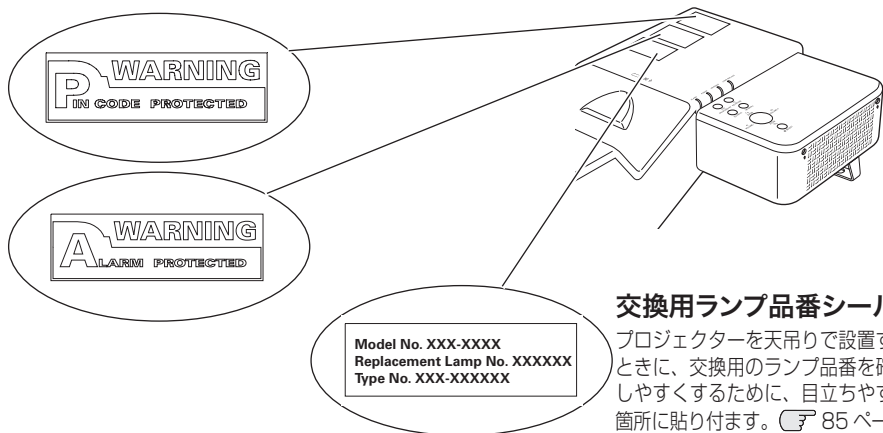 WARNING
PIN CODE PROTECTED
WARNING
ALARM PROTECTED
Model No. XXX-XXXX
Replacement Lamp No. XXXXXX
Type No. XXX-XXXXXX
交換用ランプ品番シール
プロジェクターを天吊りで設置す
ときに、交換用のランプ品番を確
しやすくするために、目立ちやす
箇所に貼り付ます。 85 ペー